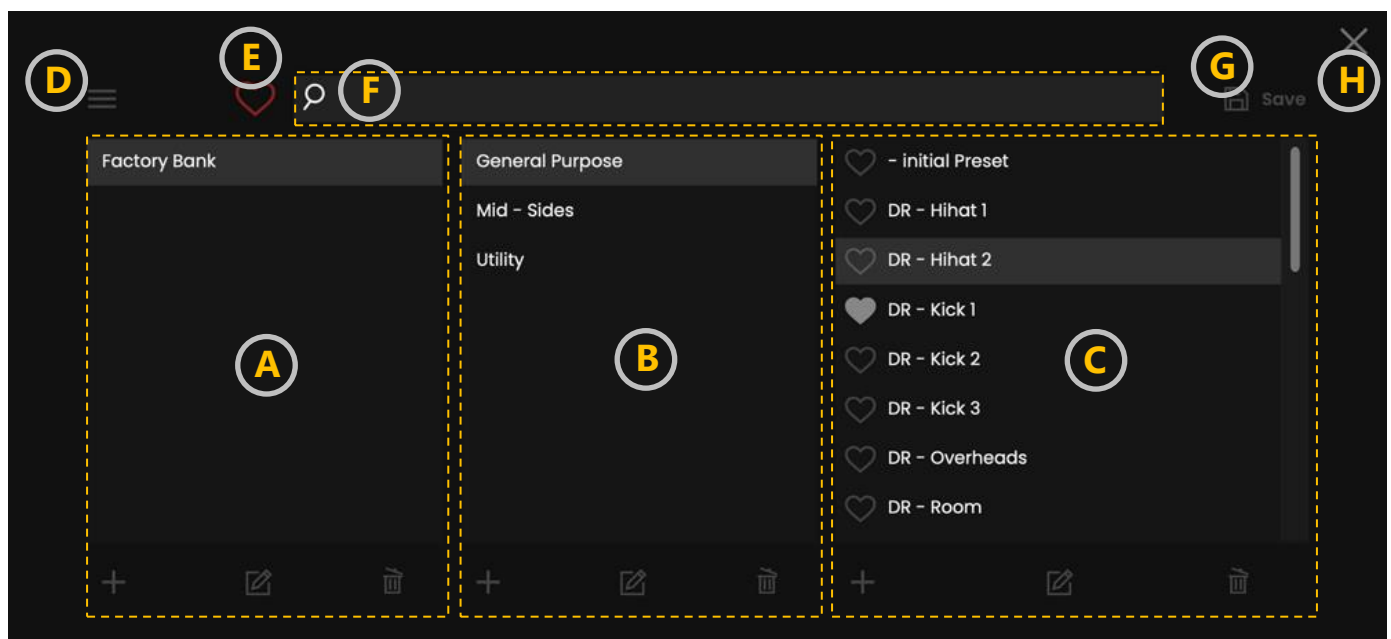 E
G
D
F
H
Save
Factory Bank
General Purpose
- initial Preset
Mid - Sides
DR - Hihat 1
Utility
DR - Hihat 2
DR - Kick 1
A
B
C
DR - Kick 2
DR - Kick 3
DR - Overheads
DR - Room